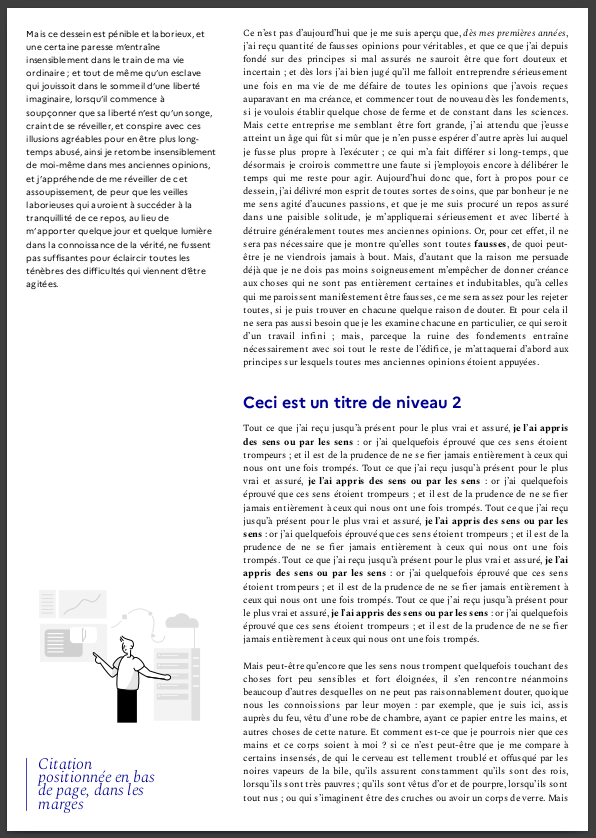 Mais ce dessein est pénible et laborieux, et
une certaine paresse m'entraîne
insensiblement dans le train de ma vie
ordinaire ; et tout de même qu'un esclave
qui jouissoit dans le sommeil d'une liberté
imaginaire, lorsqu'il commence à
soupçonner que sa liberté n'est qu'un songe,
craint de se réveiller, et conspire avec ces
illusions agréables pour en être plus long-
temps abusé, ainsi je retombe insensiblement
de moi-même dans mes anciennes opinions,
et j'appréhende de me réveiller de cet
assoupissement, de peur que les veilles
laborieuses qui auroient à succéder à la
tranquillité de ce repos, au lieu de
m'apporter quelque jour et quelque lumière
dans la connoissance de la vérité, ne fussent
pas suffisantes pour éclaircir toutes les
ténèbres des difficultés qui viennent d'être
agitées.
Citation
positionnée en bas
de page, dans les
marges
Ce n'est pas d'aujourd'hui que je me suis aperçu que, dès mes premières années,
j'ai reçu quantité de fausses opinions pour véritables, et que ce que j'ai depuis
fondé sur des principes si mal assurés ne sauroit être que fort douteux et
incertain ; et dès lors j'ai bien jugé qu'il me falloit entreprendre sérieusement
une fois en ma vie de me défaire de toutes les opinions que j'avois reçues
auparavant en ma créance, et commencer tout de nouveau dès les fondements,
si je voulois établir quelque chose de ferme et de constant dans les sciences.
Mais cette entreprise me semblant être fort grande, j'ai attendu que j'eusse
atteint un âge qui fût si mûr que je n'en pusse espérer d'autre après lui auquel
je fusse plus propre à l'exécuter ; ce qui m'a fait différer si long-temps, que
désormais je croirois commettre une faute si j'employois encore à délibérer le
temps qui me reste pour agir. Aujourd'hui donc que, fort à propos pour ce
dessein, j'ai délivré mon esprit de toutes sortes de soins, que par bonheur je ne
me sens agité d'aucunes passions, et que je me suis procuré un repos assuré
dans une paisible solitude, je m'appliquerai sérieusement et avec liberté à
détruire généralement toutes mes anciennes opinions. Or, pour cet effet, il ne
sera pas nécessaire que je montre qu'elles sont toutes fausses, de quoi peut-
être je ne viendrois jamais à bout. Mais, d'autant que la raison me persuade
déjà que je ne dois pas moins soigneusement m'empêcher de donner créance
aux choses qui ne sont pas entièrement certaines et indubitables, qu'à celles
qui me paroissent manifestement être fausses, ce me sera assez pour les rejeter
toutes, si je puis trouver en chacune quelque raison de douter. Et pour cela il
ne sera pas aussi besoin que je les examine chacune en particulier, ce qui seroit
d'un travail infini ; mais, parceque la ruine des fondements entraîne
nécessairement avec soi tout le reste de l'édifice, je m'attaquerai d'abord aux
principes sur lesquels toutes mes anciennes opinions étoient appuyées.
Ceci est un titre de niveau 2
Tout ce que j'ai reçu jusqu'à présent pour le plus vrai et assuré, je l'ai appris
des sens ou par les sens : or j'ai quelquefois éprouvé que ces sens étoient
trompeurs ; et il est de la prudence de ne se fier jamais entièrement à ceux qui
nous ont une fois trompés. Tout ce que j'ai reçu jusqu'à présent pour le plus
vrai et assuré, je l'ai appris des sens ou par les sens : or j'ai quelquefois
éprouvé que ces sens étoient trompeurs ; et il est de la prudence de ne se fier
jamais entièrement à ceux qui nous ont une fois trompés. Tout ce que j'ai reçu
jusqu'à présent pour le plus vrai et assuré, je l'ai appris des sens ou par les
sens : or j'ai quelquefois éprouvé que ces sens étoient trompeurs ; et il est de la
prudence de ne se fier jamais entièrement à ceux qui nous ont une fois
trompés. Tout ce que j'ai reçu jusqu'à présent pour le plus vrai et assuré, je l'ai
appris des sens ou par les sens : or j'ai quelquefois éprouvé que ces sens
étoient trompeurs ; et il est de la prudence de ne se fier jamais entièrement à
ceux qui nous ont une fois trompés. Tout ce que j'ai reçu jusqu'à présent pour
le plus vrai et assuré, je l'ai appris des sens ou par les sens : or j'ai quelquefois
éprouvé que ces sens étoient trompeurs ; et il est de la prudence de ne se fier
jamais entièrement à ceux qui nous ont une fois trompés.
Mais peut-être qu'encore que les sens nous trompent quelquefois touchant des
choses fort peu sensibles et fort éloignées, il s'en rencontre néanmoins
beaucoup d'autres desquelles on ne peut pas raisonnablement douter, quoique
nous les connoissions par leur moyen : par exemple, que je suis ici, assis
auprès du feu, vêtu d'une robe de chambre, ayant ce papier entre les mains, et
autres choses de cette nature. Et comment est-ce que je pourrois nier que ces
mains et ce corps soient à moi ? si ce n'est peut-être que je me compare à
certains insensés, de qui le cerveau est tellement troublé et offusqué par les
noires vapeurs de la bile, qu'ils assurent constamment qu'ils sont des rois,
lorsqu'ils sont très pauvres ; qu'ils sont vêtus d'or et de pourpre, lorsqu'ils sont
tout nus ; ou qui s'imaginent être des cruches ou avoir un corps de verre. Mais